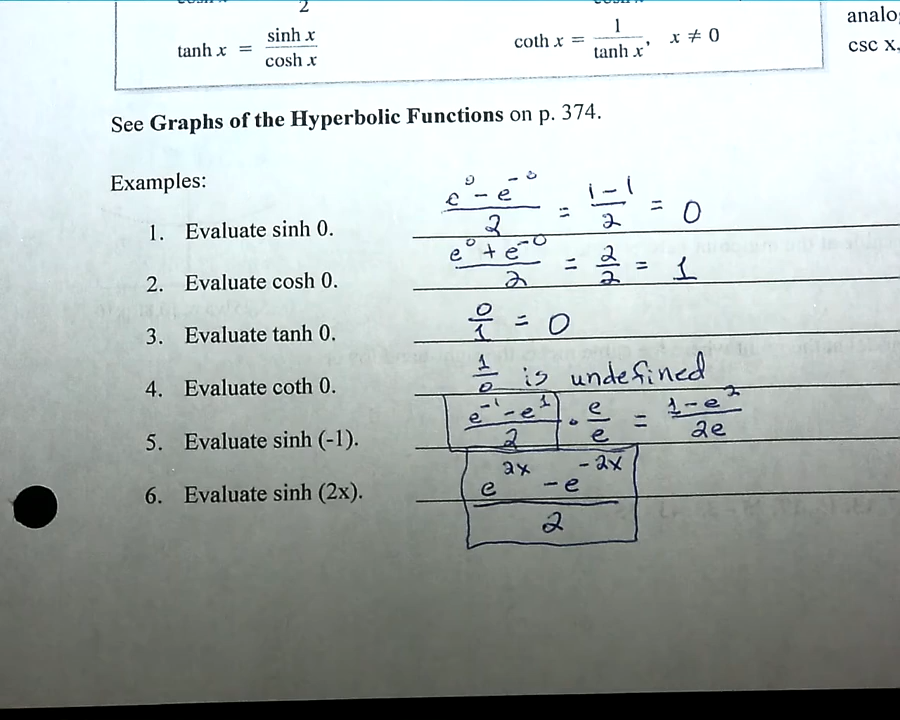 2
tanh x = sinh x / cosh x
coth x = 1 / tanh x, x ≠ 0
analo
csc x,
See Graphs of the Hyperbolic Functions on p. 374.
Examples:
1. Evaluate sinh 0. (e^0 - e^-0) / 2 = (1 - 1) / 2 = 0
2. Evaluate cosh 0. (e^0 + e^-0) / 2 = 2 / 2 = 1
3. Evaluate tanh 0. 0 / 1 = 0
4. Evaluate coth 0. 1 / 0 is undefined
5. Evaluate sinh (-1). (e^-1 - e^1) / 2 · e / e = (1 - e^2) / 2e
6. Evaluate sinh (2x). (e^2x - e^-2x) / 2